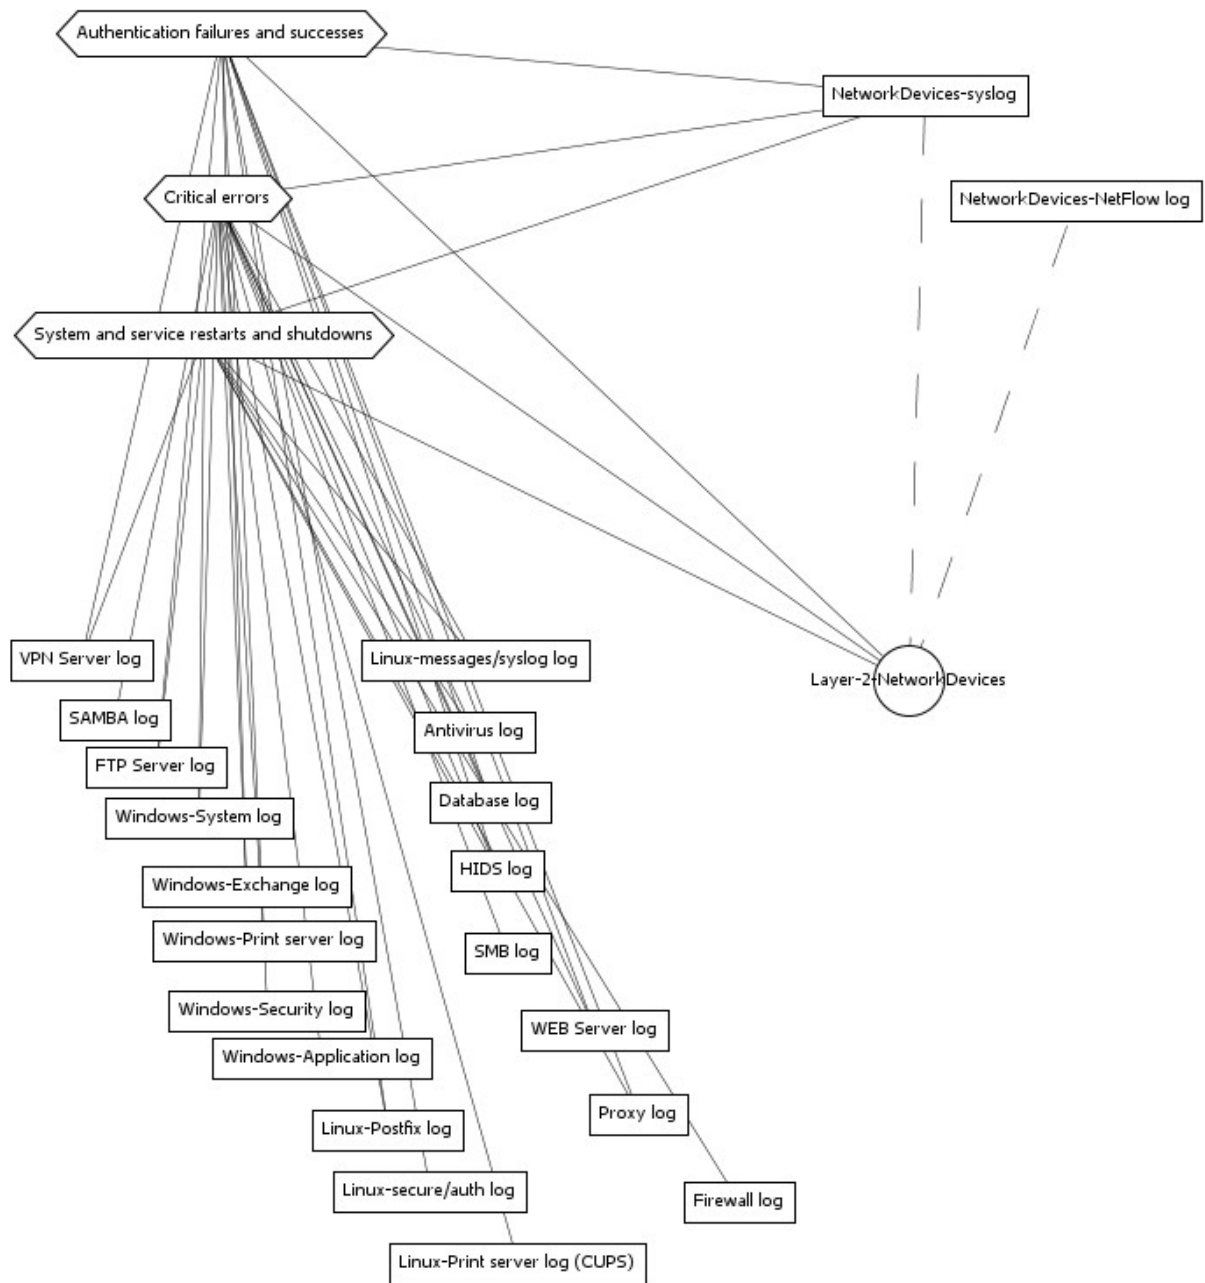 Authentication failures and successes
NetworkDevices-syslog
Critical errors
NetworkDevices-NetFlow log
System and service restarts and shutdowns
VPN Server log
Linux-messages/syslog log
Layer-2-NetworkDevices
SAMBA log
Antivirus log
FTP Server log
Database log
Windows-System log
HIDS log
Windows-Exchange log
Windows-Print server log
SMB log
Windows-Security log
WEB Server log
Windows-Application log
Proxy log
Linux-Postfix log
Linux-secure/auth log
Firewall log
Linux-Print server log (CUPS)